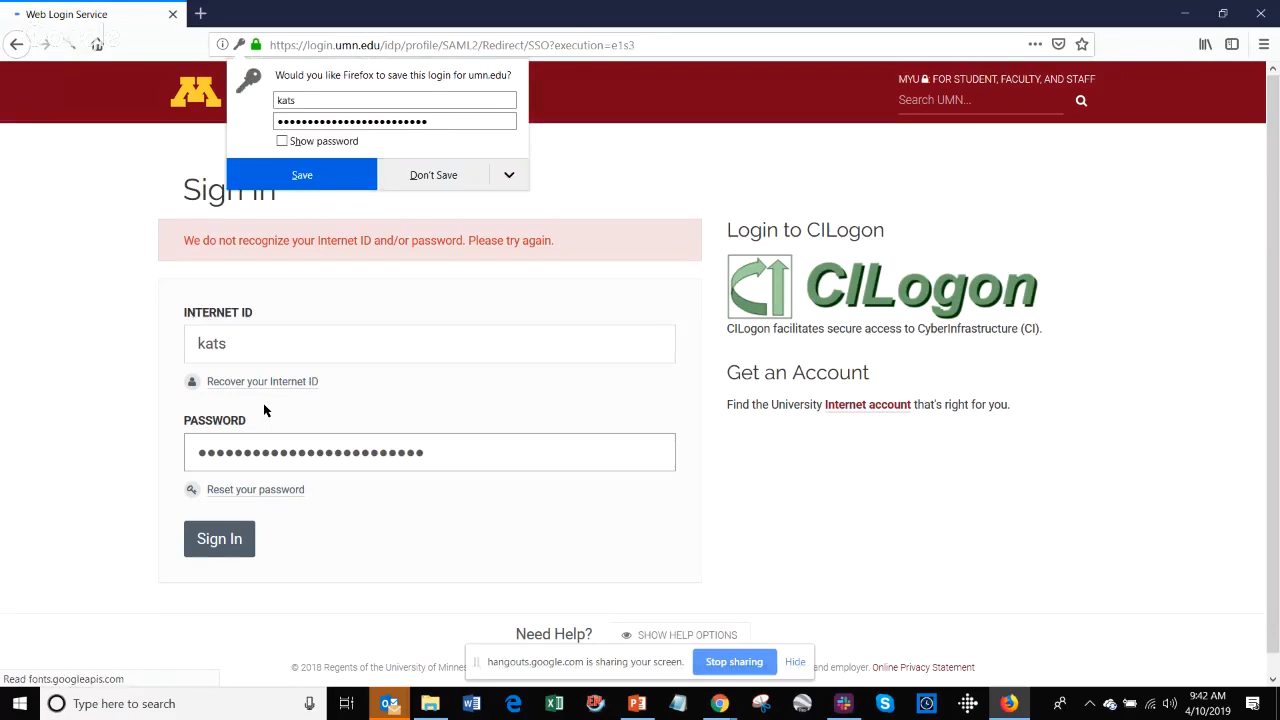 Web Login Service
https://login.umn.edu/idp/profile/SAML2/Redirect/SSO?execution=e1s3
Would you like Firefox to save this login for umn.edu?
kats
Show password
Save
Don't Save
M
MYU: FOR STUDENT, FACULTY, AND STAFF
Search UMN...
Sign In
We do not recognize your Internet ID and/or password. Please try again.
INTERNET ID
kats
Recover your Internet ID
PASSWORD
Reset your password
Sign In
Login to CILogon
CILogon
CILogon facilitates secure access to CyberInfrastructure (CI).
Get an Account
Find the University Internet account that's right for you.
Need Help?
SHOW HELP OPTIONS
hangouts.google.com is sharing your screen.
Stop sharing
Hide
© 2018 Regents of the University of Minne
and employer. Online Privacy Statement
Read fonts.googleapis.com
Type here to search
9:42 AM
4/10/2019